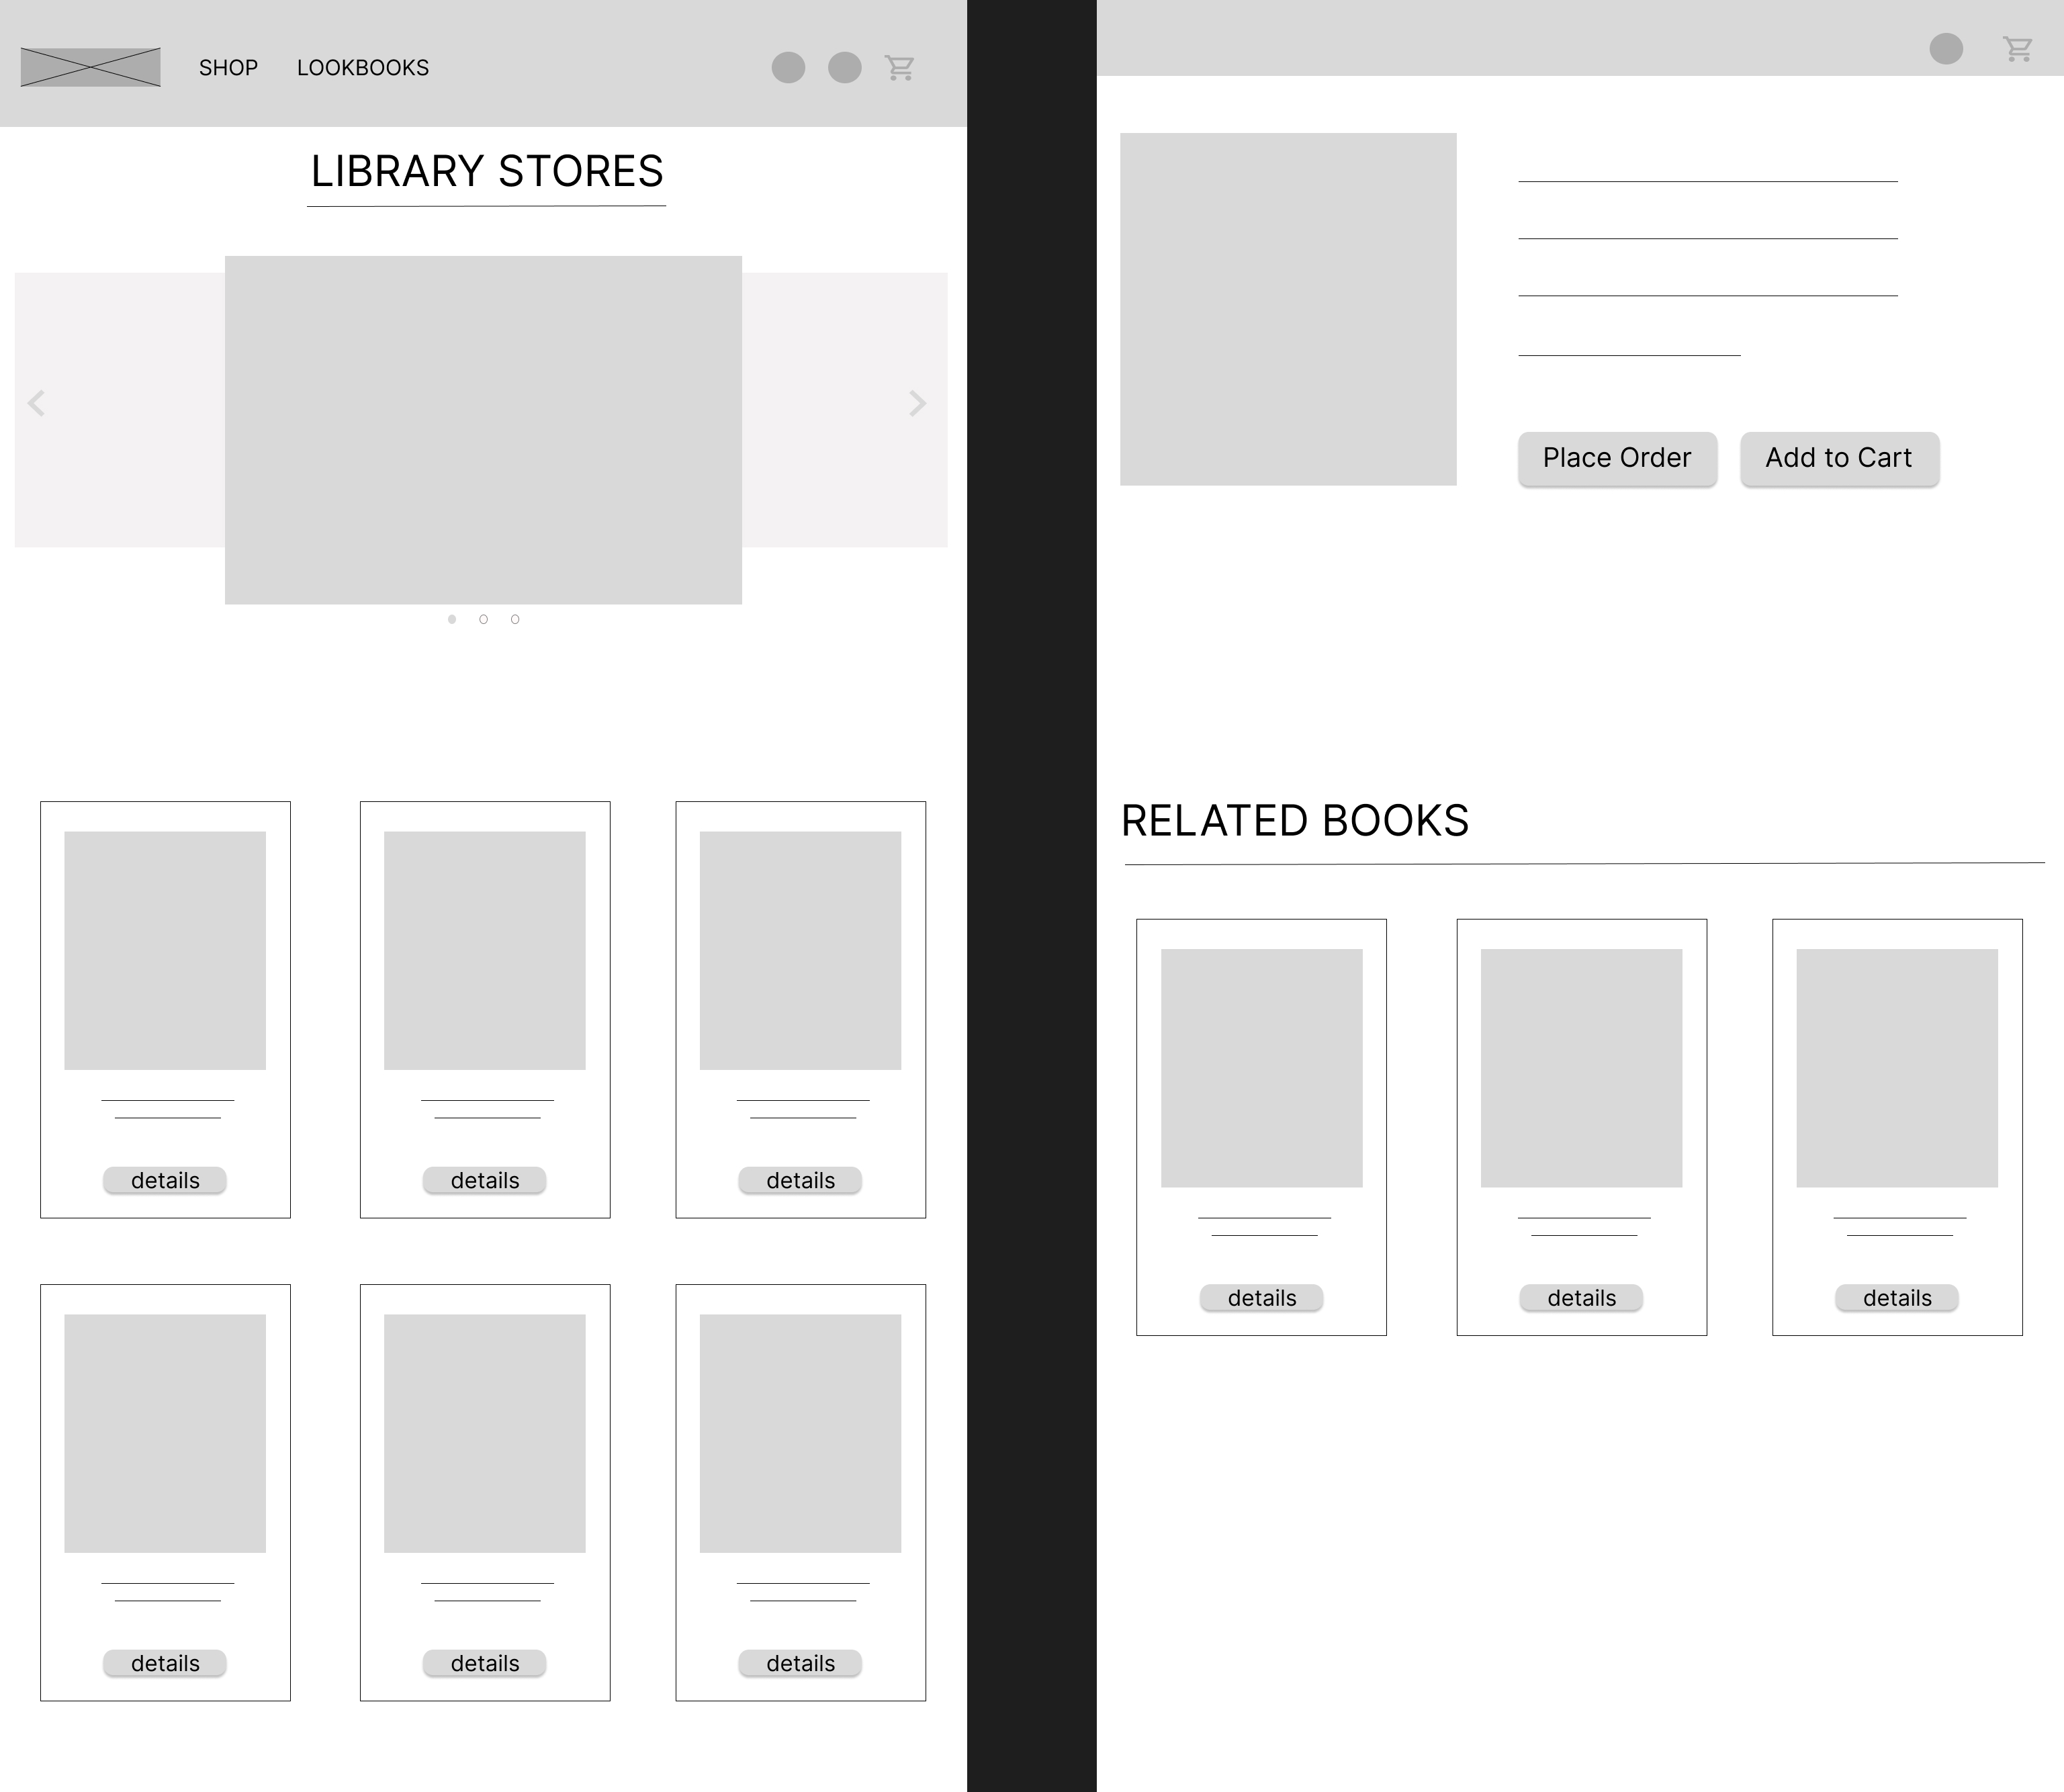 SHOP
LOOKBOOKS
LIBRARY STORES
details
details
details
details
details
details
Place Order
Add to Cart
RELATED BOOKS
details
details
details